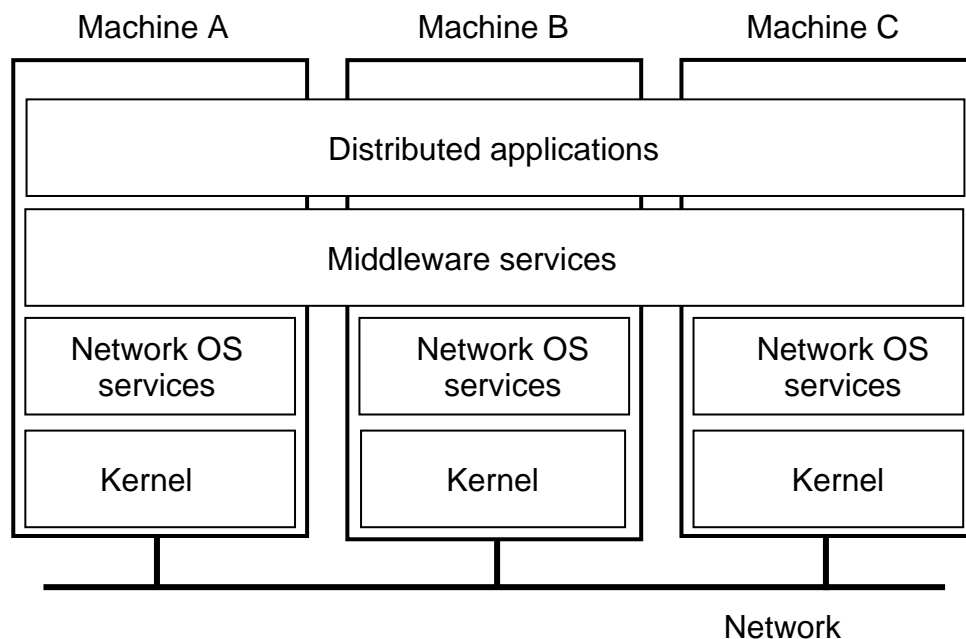 Machine A
Machine B
Machine C
Distributed applications
Middleware services
Network OS
services
Network OS
services
Network OS
services
Kernel
Kernel
Kernel
Network